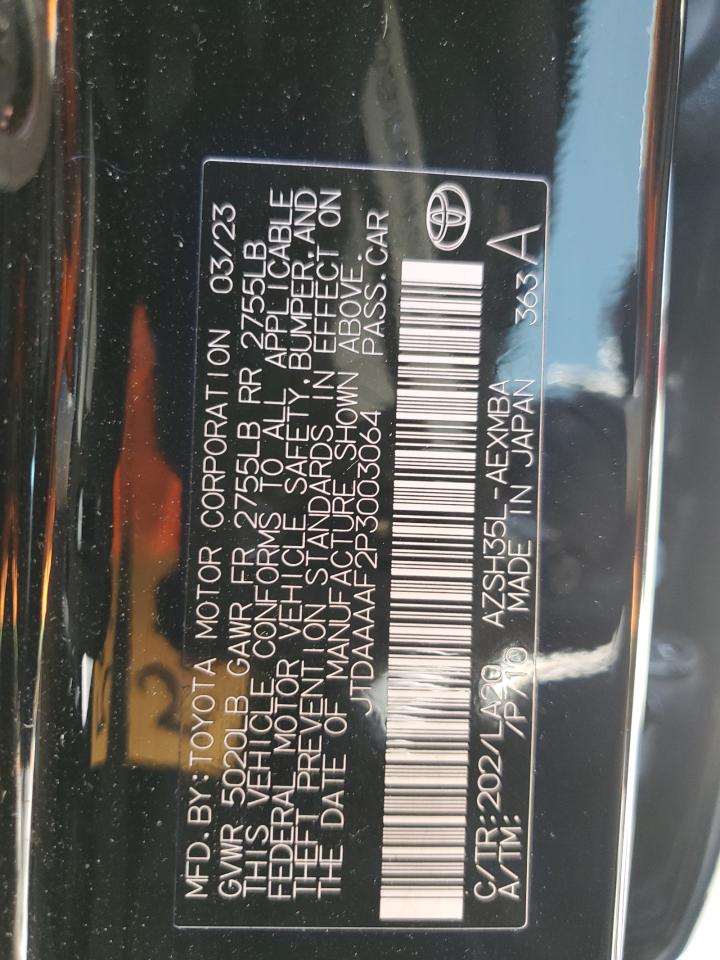 MFD.BY:TOYOTA MOTOR CORPORATION 03/23
GVWR 5020LB GAWR FR 2755LB RR 2755LB
THIS VEHICLE CONFORMS TO ALL APPLICABLE
FEDERAL MOTOR VEHICLE SAFETY,BUMPER,AND
THEFT PREVENTION STANDARDS IN EFFECT ON
THE DATE OF MANUFACTURE SHOWN ABOVE.
JTDAAAAF2P3003064 PASS.CAR
C/TR:202/LA20 AZSH35L-AEXMBA
A/TM: /P710 MADE IN JAPAN 363 A
2